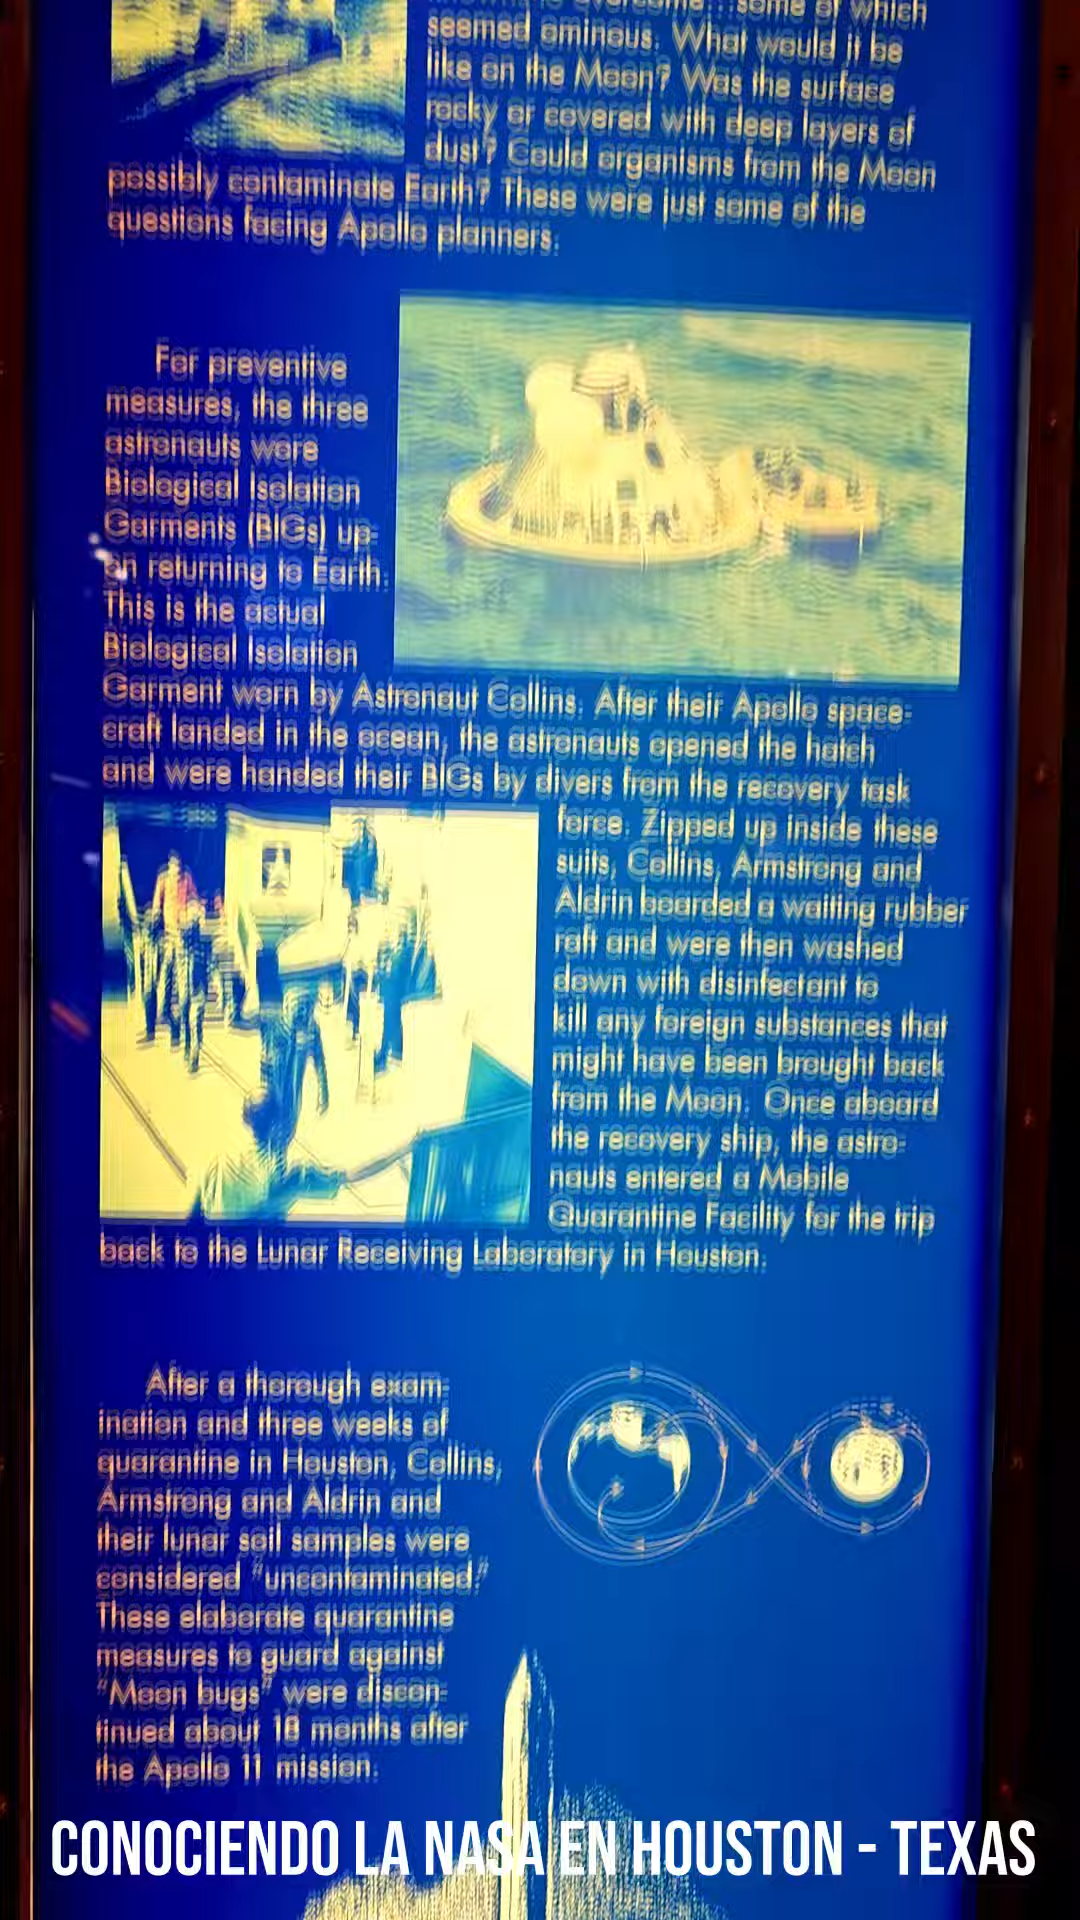 some of which
seemed ominous. What would it be
like on the Moon? Was the surface
rocky or covered with deep layers of
dust? Could organisms from the Moon
possibly contaminate Earth? These were just some of the
questions facing Apollo planners.
For preventive
measures, the three
astronauts wore
Biological Isolation
Garments (BIGs) up-
on returning to Earth.
This is the actual
Biological Isolation
Garment worn by Astronaut Collins. After their Apollo space-
craft landed in the ocean, the astronauts opened the hatch
and were handed their BIGs by divers from the recovery task
force. Zipped up inside these
suits, Collins, Armstrong and
Aldrin boarded a waiting rubber
raft and were then washed
down with disinfectant to
kill any foreign substances that
might have been brought back
from the Moon. Once aboard
the recovery ship, the astro-
nauts entered a Mobile
Quarantine Facility for the trip
back to the Lunar Receiving Laboratory in Houston.
After a thorough exam-
ination and three weeks of
quarantine in Houston, Collins,
Armstrong and Aldrin and
their lunar soil samples were
considered "uncontaminated."
These elaborate quarantine
measures to guard against
"Moon bugs" were discon-
tinued about 18 months after
the Apollo 11 mission.
CONOCIENDO LA NASA EN HOUSTON - TEXAS